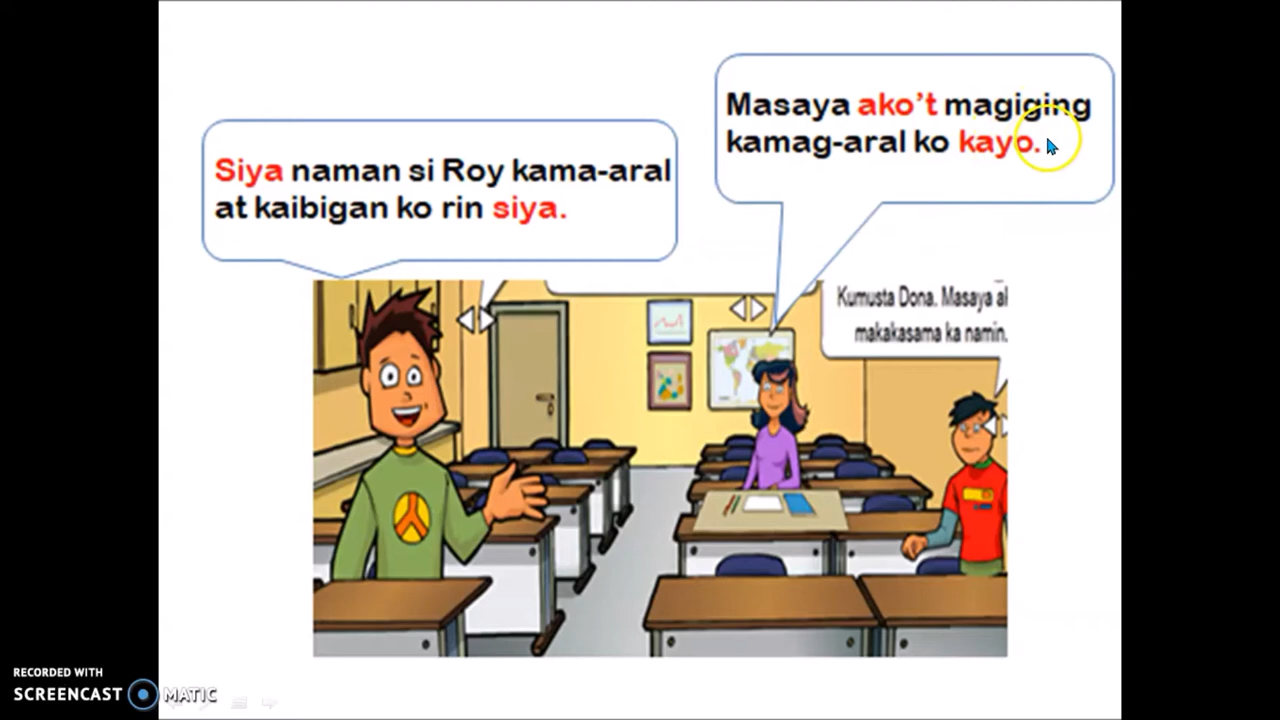 Siya naman si Roy kama-aral
at kaibigan ko rin siya.
Masaya ako't magiging
kamag-aral ko kayo.
Kumusta Dona. Masaya
makakasama ka namin.
RECORDED WITH
SCREENCAST MATIC